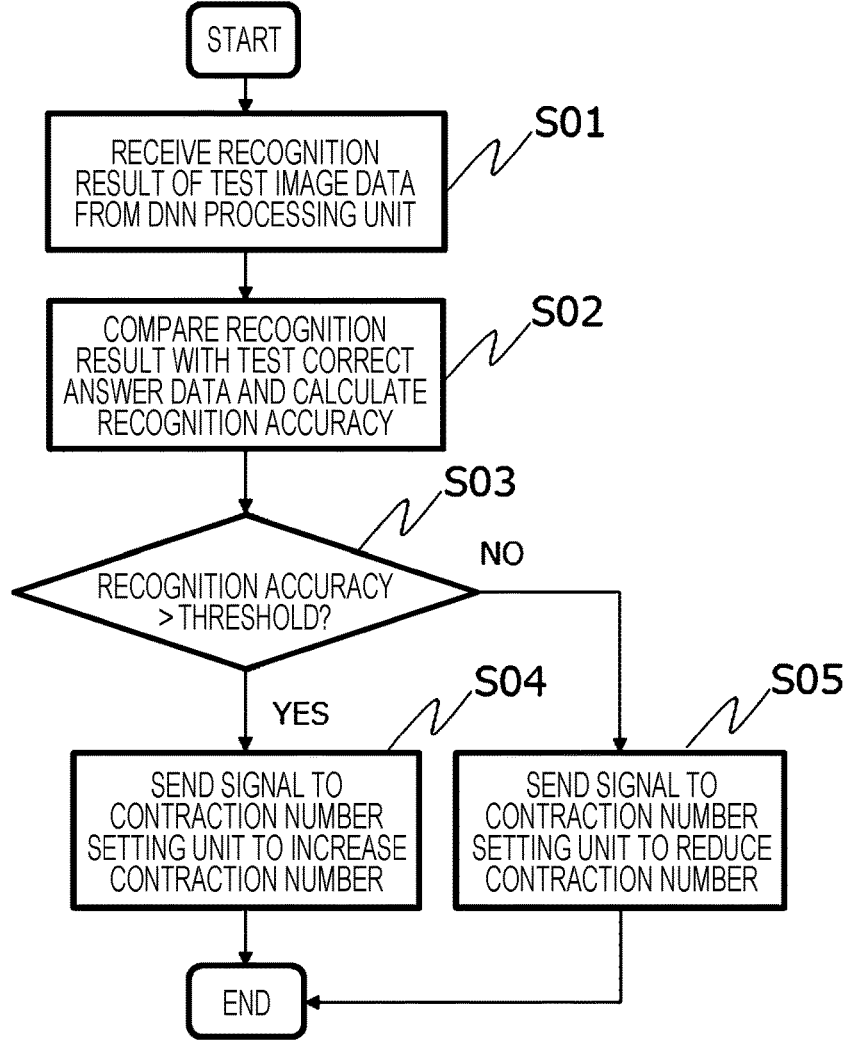 START
S01
RECEIVE RECOGNITION
RESULT OF TEST IMAGE DATA
FROM DNN PROCESSING UNIT
S02
COMPARE RECOGNITION
RESULT WITH TEST CORRECT
ANSWER DATA AND CALCULATE
RECOGNITION ACCURACY
S03
RECOGNITION ACCURACY
> THRESHOLD?
NO
YES
S04
SEND SIGNAL TO
CONTRACTION NUMBER
SETTING UNIT TO INCREASE
CONTRACTION NUMBER
S05
SEND SIGNAL TO
CONTRACTION NUMBER
SETTING UNIT TO REDUCE
CONTRACTION NUMBER
END